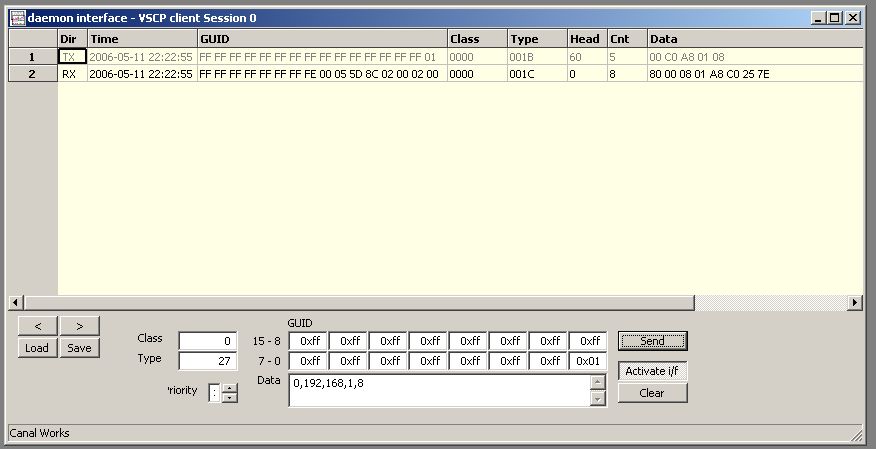 daemon interface - VSCP client Session 0
Dir Time GUID Class Type Head Cnt Data
1 TX 2006-05-11 22:22:55 FF FF FF FF FF FF FF FF FF FF FF FF FF FF FF 01 0000 001B 60 5 00 C0 A8 01 08
2 RX 2006-05-11 22:22:55 FF FF FF FF FF FF FF FE 00 05 5D 8C 02 00 02 00 0000 001C 0 8 80 00 08 01 A8 C0 25 7E
< >
Load Save
GUID
Class 0 15 - 8 0xff 0xff 0xff 0xff 0xff 0xff 0xff 0xff Send
Type 27 7 - 0 0xff 0xff 0xff 0xff 0xff 0xff 0xff 0x01 Activate i/f
riority : Data 0,192,168,1,8 Clear
Canal Works